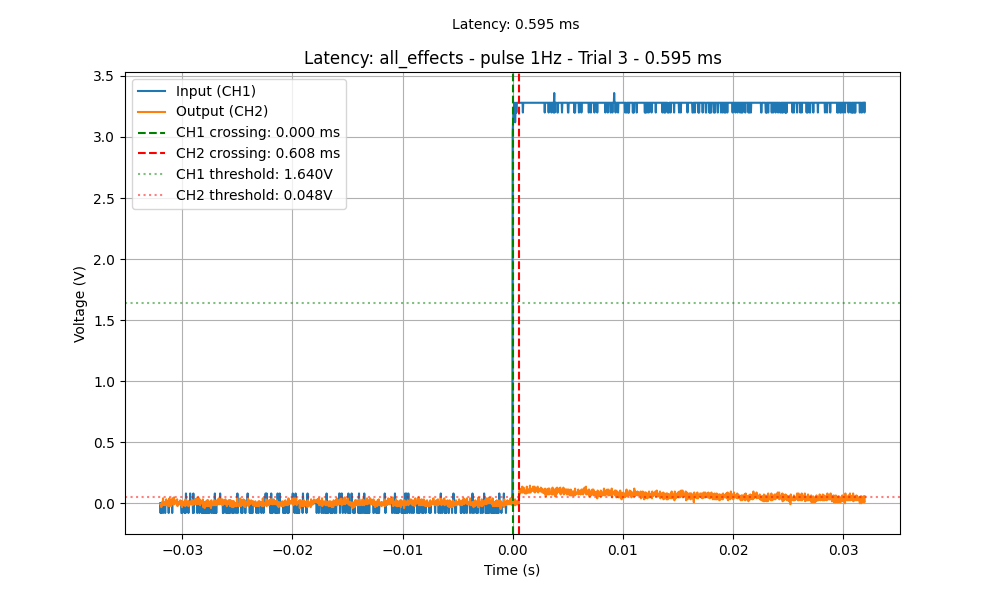 Latency: 0.595 ms
Latency: all_effects - pulse 1Hz - Trial 3 - 0.595 ms
Input (CH1)
Output (CH2)
CH1 crossing: 0.000 ms
CH2 crossing: 0.608 ms
CH1 threshold: 1.640V
CH2 threshold: 0.048V
Voltage (V)
3.5
3.0
2.5
2.0
1.5
1.0
0.5
0.0
−0.03 −0.02 −0.01 0.00 0.01 0.02 0.03
Time (s)